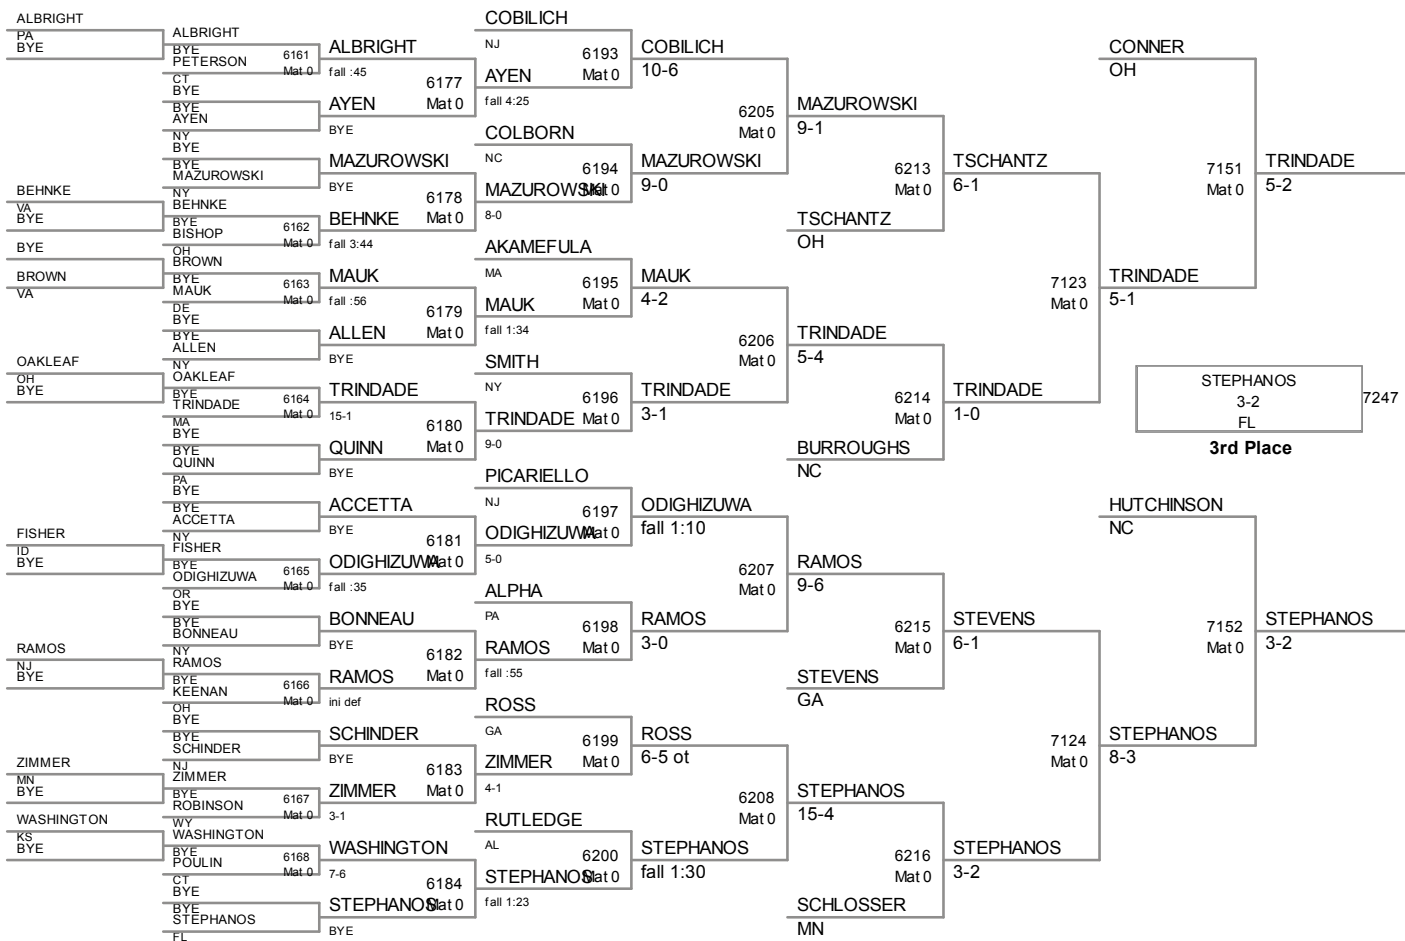 ALBRIGHT
PA
BYE
BEHNKE
VA
BYE
BYE
BROWN
VA
OAKLEAF
OH
BYE
FISHER
ID
BYE
RAMOS
NJ
BYE
ZIMMER
MN
BYE
WASHINGTON
KS
BYE
ALBRIGHT
BYE
PETERSON
6161
Mat 0
CT
BYE
BYE
AYEN
NY
BYE
BYE
MAZUROWSKI
NY
BEHNKE
BYE
BISHOP
6162
Mat 0
OH
BROWN
BYE
MAUK
6163
Mat 0
DE
BYE
BYE
ALLEN
NY
OAKLEAF
BYE
TRINDADE
6164
Mat 0
MA
BYE
BYE
QUINN
PA
BYE
BYE
ACCETTA
NY
FISHER
BYE
ODIGHIZUWA
6165
Mat 0
OR
BYE
BYE
BONNEAU
NY
RAMOS
BYE
KEENAN
6166
Mat 0
OH
BYE
BYE
SCHINDER
NJ
ZIMMER
BYE
ROBINSON
6167
Mat 0
WY
WASHINGTON
BYE
POULIN
6168
Mat 0
CT
BYE
BYE
STEPHANOS
FL
ALBRIGHT
fall :45
6177
Mat 0
AYEN
BYE
MAZUROWSKI
BYE
6178
Mat 0
BEHNKE
fall 3:44
MAUK
fall :56
6179
Mat 0
ALLEN
BYE
TRINDADE
15-1
6180
Mat 0
QUINN
BYE
ACCETTA
BYE
6181
Mat 0
ODIGHIZUWA
fall :35
BONNEAU
BYE
6182
Mat 0
RAMOS
ini def
SCHINDER
BYE
6183
Mat 0
ZIMMER
3-1
WASHINGTON
7-6
6184
Mat 0
STEPHANOS
BYE
COBILICH
NJ
6193
Mat 0
AYEN
fall 4:25
COLBORN
NC
6194
Mat 0
MAZUROWSKI
8-0
AKAMEFULA
MA
6195
Mat 0
MAUK
fall 1:34
SMITH
NY
6196
Mat 0
TRINDADE
9-0
PICARIELLO
NJ
6197
Mat 0
ODIGHIZUWA
5-0
ALPHA
PA
6198
Mat 0
RAMOS
fall :55
ROSS
GA
6199
Mat 0
ZIMMER
4-1
RUTLEDGE
AL
6200
Mat 0
STEPHANOS
fall 1:23
COBILICH
10-6
6205
Mat 0
MAZUROWSKI
9-0
MAUK
4-2
6206
Mat 0
TRINDADE
3-1
ODIGHIZUWA
fall 1:10
6207
Mat 0
RAMOS
3-0
ROSS
6-5 ot
6208
Mat 0
STEPHANOS
fall 1:30
MAZUROWSKI
9-1
6213
Mat 0
TSCHANTZ
OH
TRINDADE
5-4
6214
Mat 0
BURROUGHS
NC
RAMOS
9-6
6215
Mat 0
STEVENS
GA
STEPHANOS
15-4
6216
Mat 0
SCHLOSSER
MN
TSCHANTZ
6-1
7123
Mat 0
TRINDADE
1-0
STEVENS
6-1
7124
Mat 0
STEPHANOS
3-2
CONNER
OH
7151
Mat 0
TRINDADE
5-1
HUTCHINSON
NC
7152
Mat 0
STEPHANOS
8-3
TRINDADE
5-2
STEPHANOS
3-2
FL
7247
3rd Place
STEPHANOS
3-2